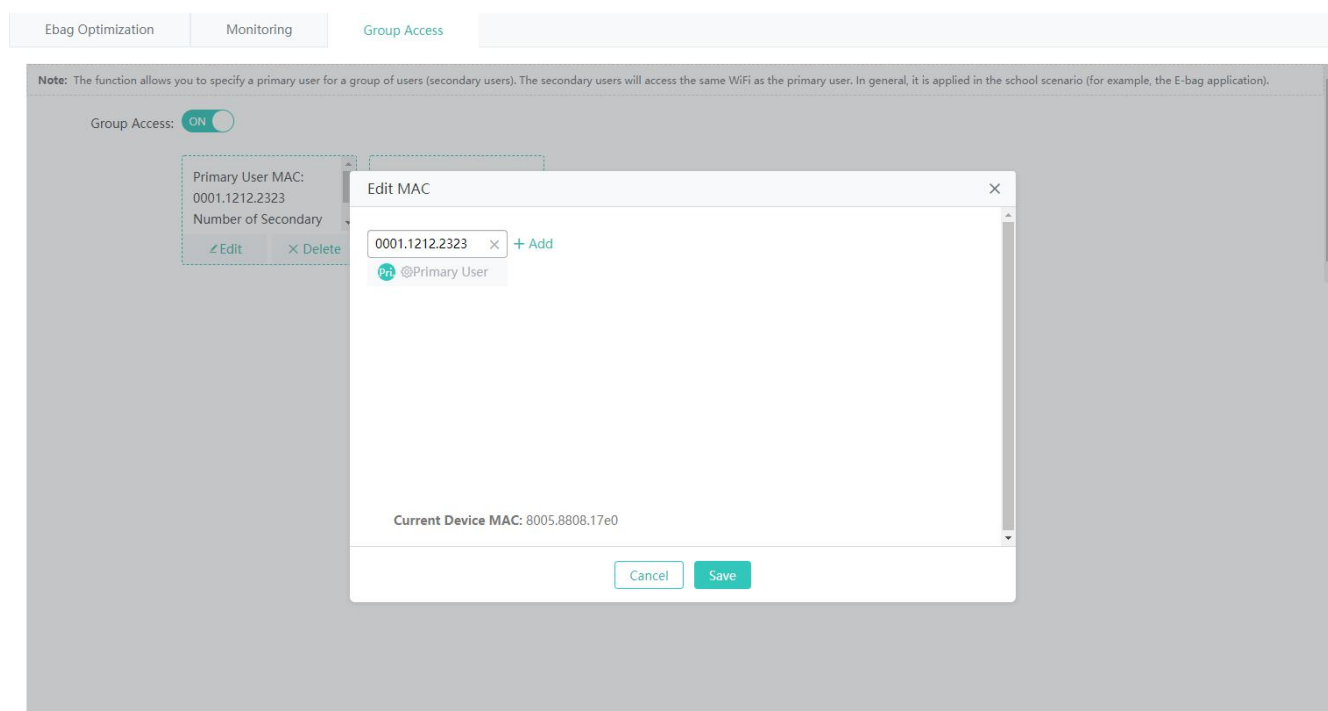 Ebag Optimization
Monitoring
Group Access
Note: The function allows you to specify a primary user for a group of users (secondary users). The secondary users will access the same WiFi as the primary user. In general, it is applied in the school scenario (for example, the E-bag application).
Group Access: ON
Primary User MAC:
0001.1212.2323
Number of Secondary
Edit
Delete
Edit MAC
0001.1212.2323
+ Add
Pri. Primary User
Current Device MAC: 8005.8808.17e0
Cancel
Save